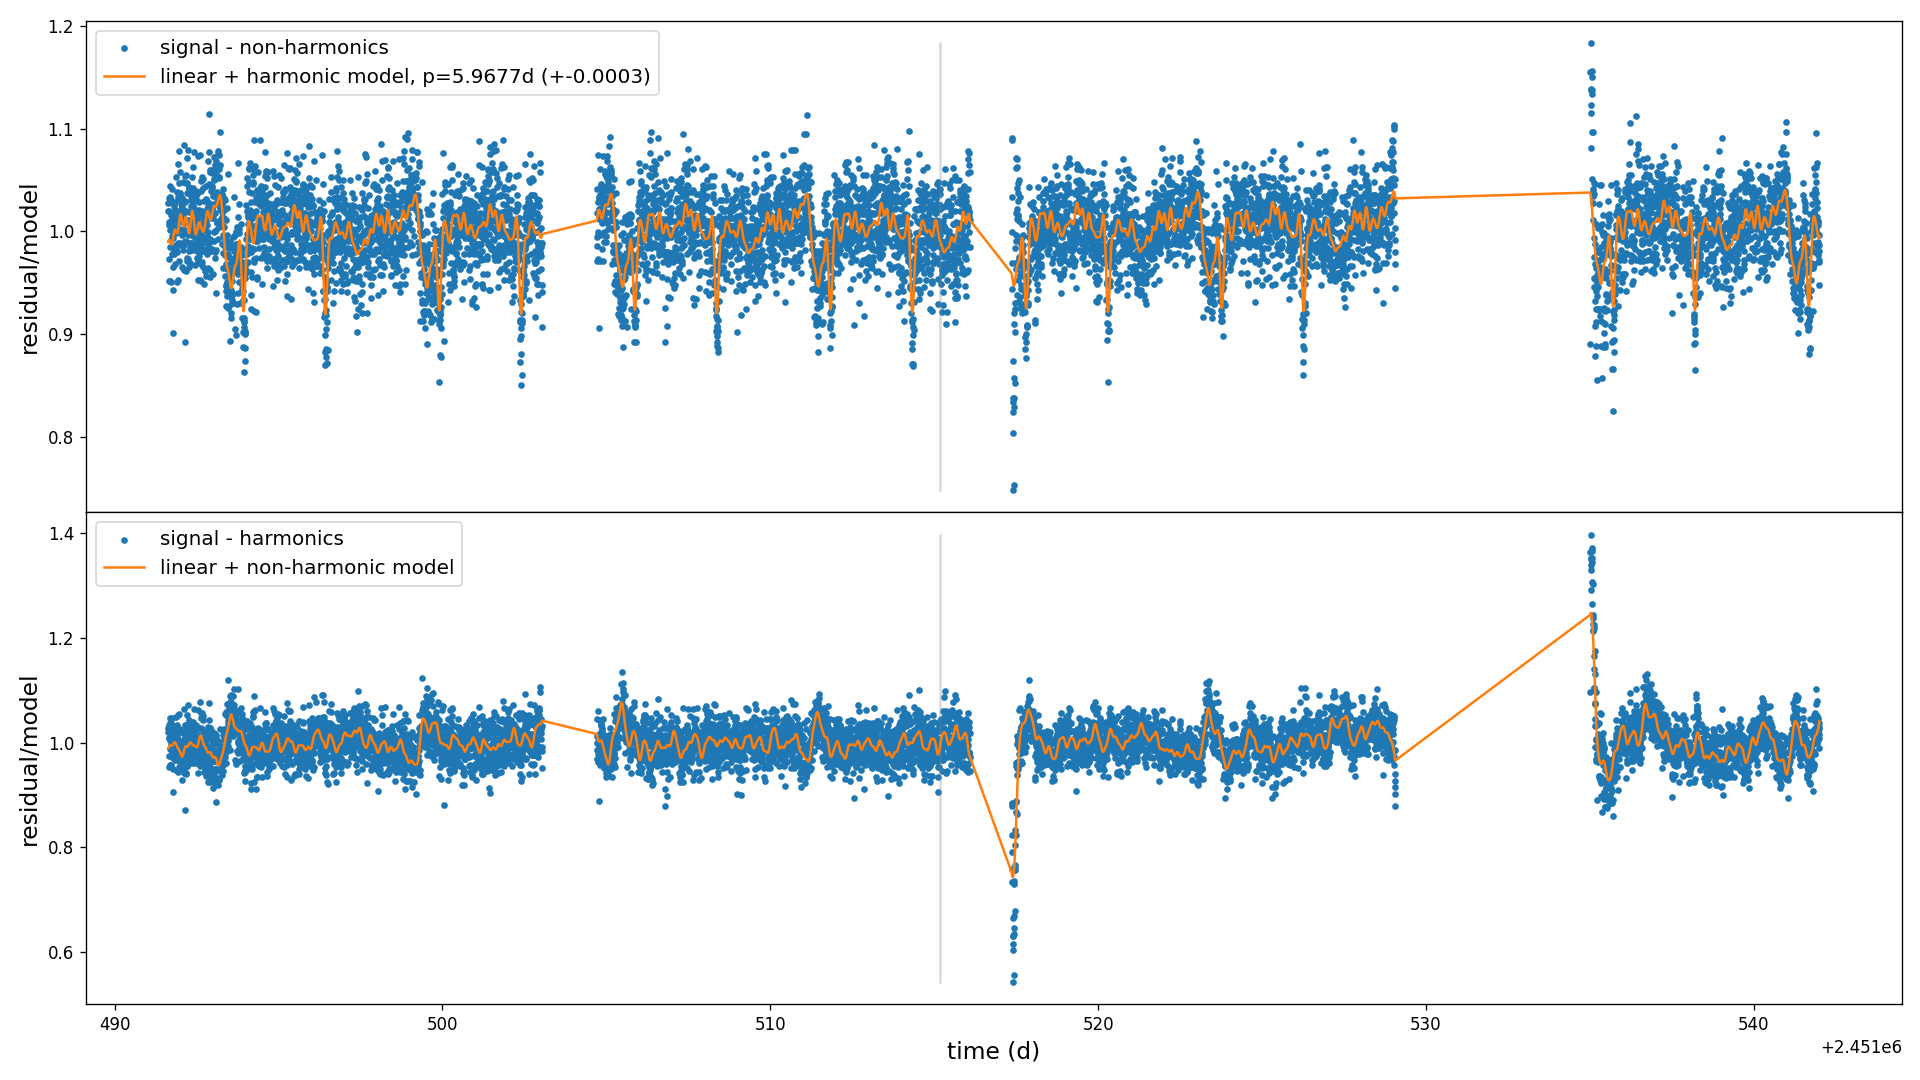 1.2
signal - non-harmonics
linear + harmonic model, p=5.9677d (+-0.0003)
1.1
1.0
0.9
0.8
residual/model
1.4
signal - harmonics
linear + non-harmonic model
1.2
1.0
0.8
0.6
residual/model
490 500 510 520 530 540
time (d)
+2.451e6